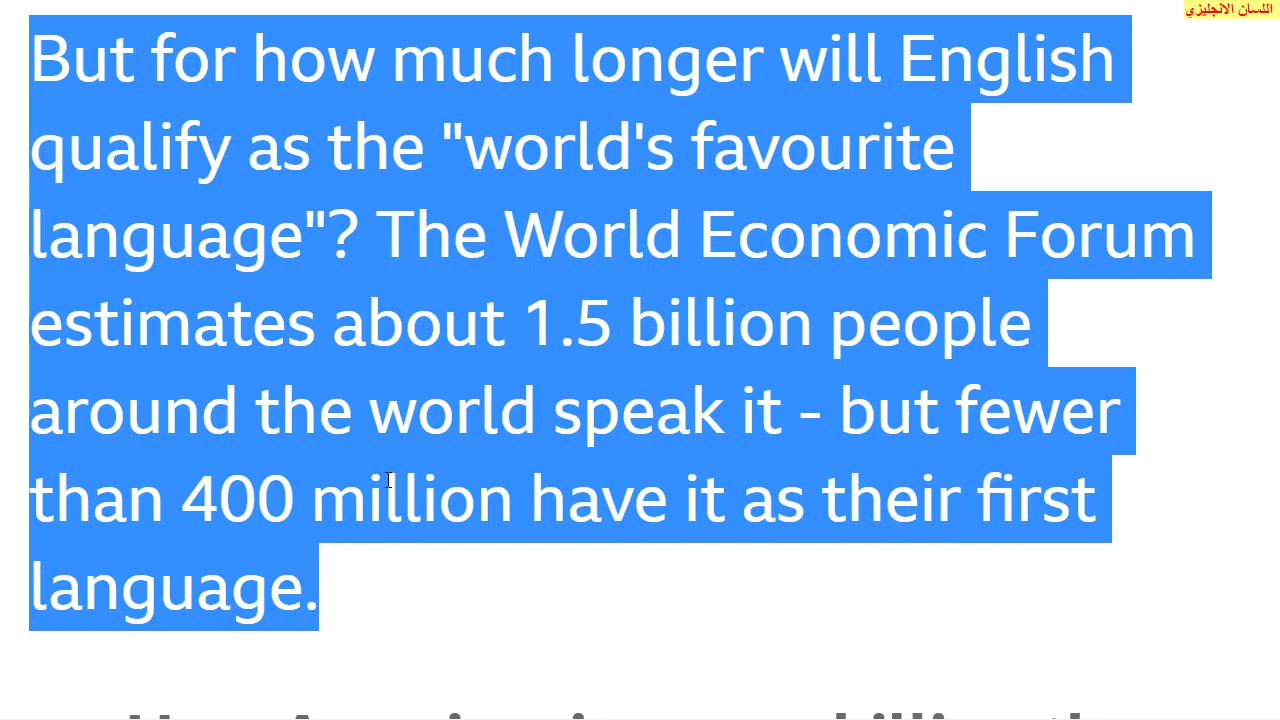 اللسان الانجليزي
But for how much longer will English
qualify as the "world's favourite
language"? The World Economic Forum
estimates about 1.5 billion people
around the world speak it - but fewer
than 400 million have it as their first
language.